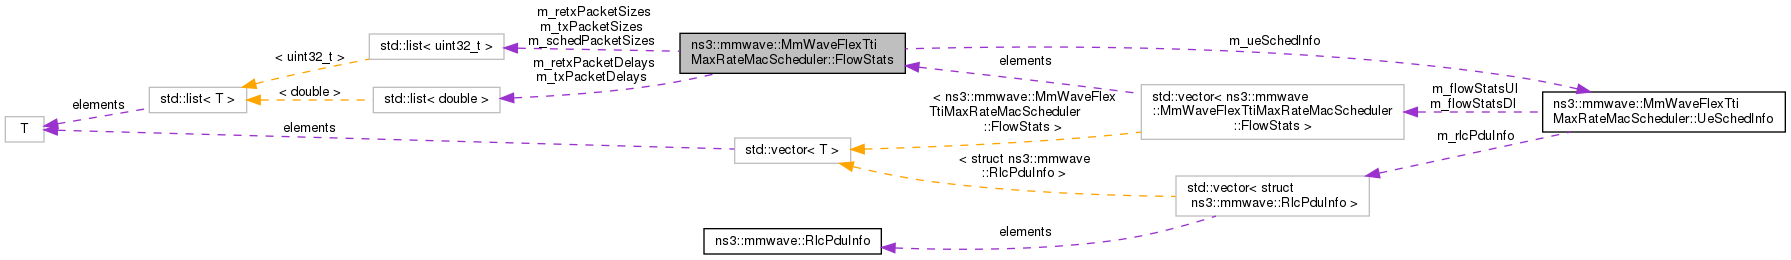 m_retxPacketSizes
m_txPacketSizes
m_schedPacketSizes
std::list< uint32_t >
ns3::mmwave::MmWaveFlexTti
MaxRateMacScheduler::FlowStats
m_ueSchedInfo
< uint32_t >
m_retxPacketDelays
m_txPacketDelays
elements
std::list< T >
< double >
std::list< double >
elements
T
elements
std::vector< T >
< ns3::mmwave::MmWaveFlex
TtiMaxRateMacScheduler
::FlowStats >
std::vector< ns3::mmwave
::MmWaveFlexTtiMaxRateMacScheduler
::FlowStats >
m_flowStatsUl
m_flowStatsDl
ns3::mmwave::MmWaveFlexTti
MaxRateMacScheduler::UeSchedInfo
m_rlcPduInfo
< struct ns3::mmwave
::RlcPduInfo >
std::vector< struct
ns3::mmwave::RlcPduInfo >
elements
ns3::mmwave::RlcPduInfo